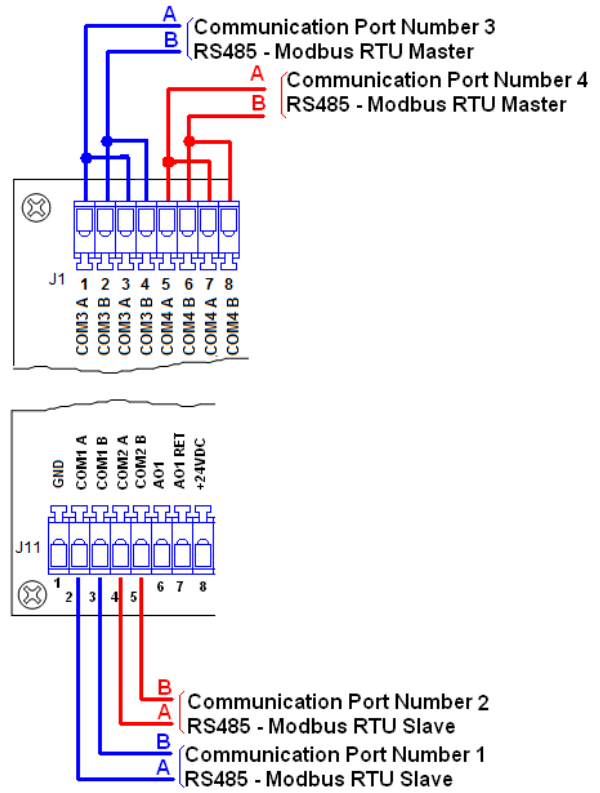 A
Communication Port Number 3
B
RS485 - Modbus RTU Master
A
Communication Port Number 4
B
RS485 - Modbus RTU Master
J1
1 2 3 4 5 6 7 8
COM3 A
COM3 B
COM3 A
COM3 B
COM4 A
COM4 B
COM4 A
COM4 B
GND
COM1 A
COM1 B
COM2 A
COM2 B
AO1
AO1 RET
+24VDC
J11
1 2 3 4 5 6 7 8
B
Communication Port Number 2
A
RS485 - Modbus RTU Slave
B
Communication Port Number 1
A
RS485 - Modbus RTU Slave